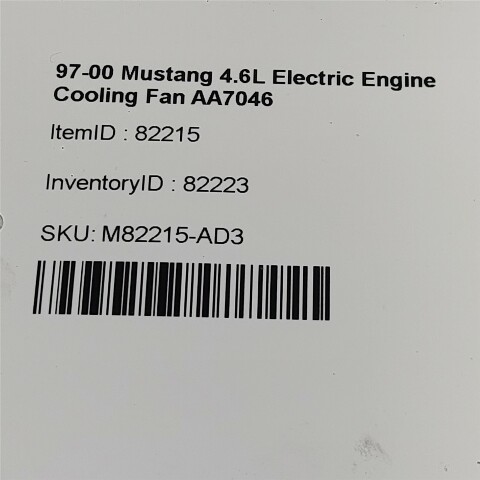 97-00 Mustang 4.6L Electric Engine
Cooling Fan AA7046
ItemID : 82215
InventoryID : 82223
SKU: M82215-AD3